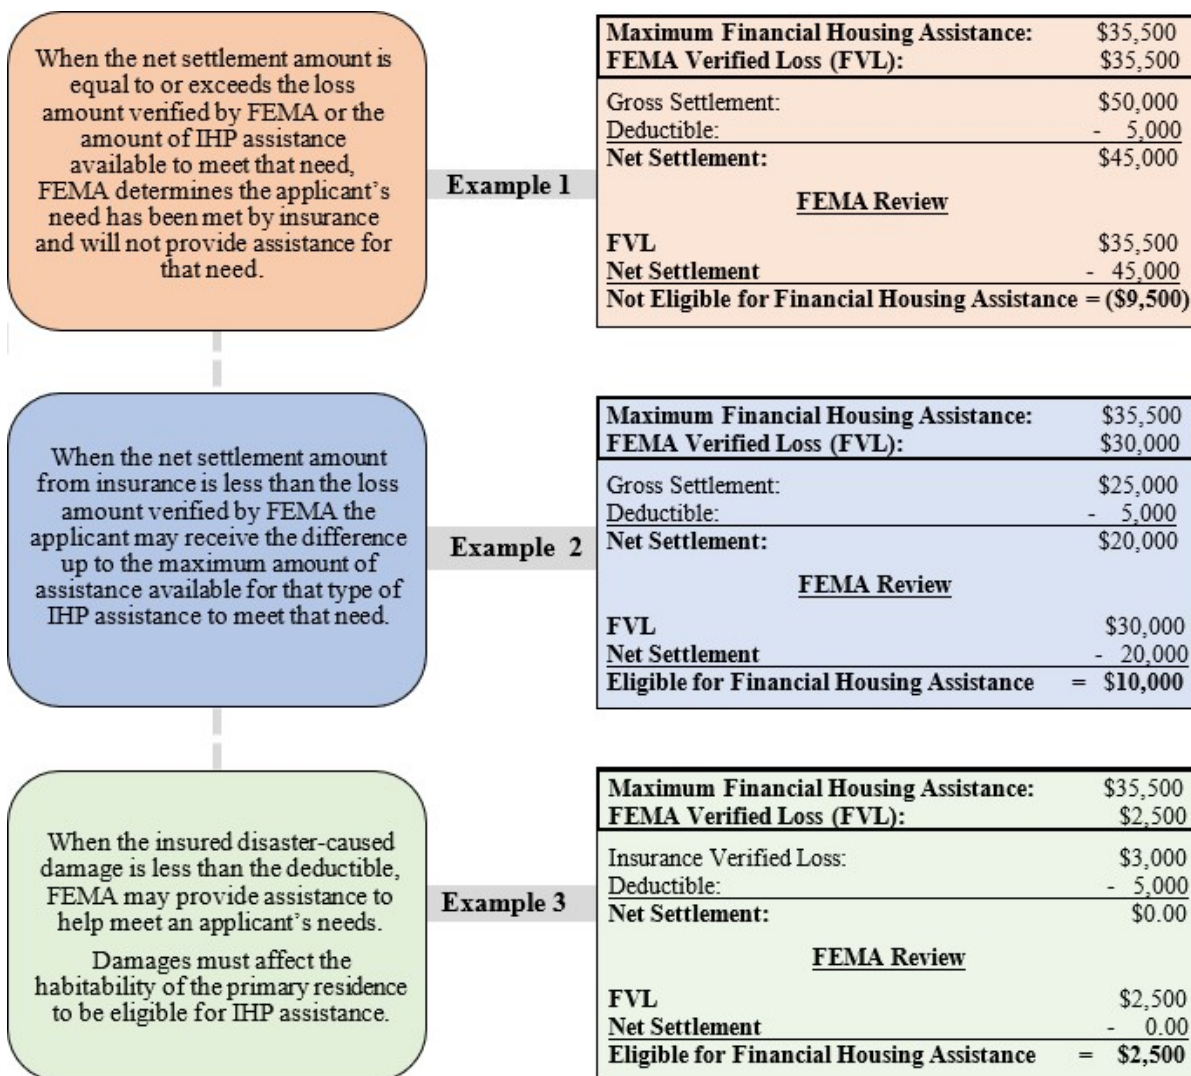 When the net settlement amount is
equal to or exceeds the loss
amount verified by FEMA or the
amount of IHP assistance
available to meet that need,
FEMA determines the applicant’s
need has been met by insurance
and will not provide assistance for
that need.
Example 1
Maximum Financial Housing Assistance: $35,500
FEMA Verified Loss (FVL): $35,500
Gross Settlement: $50,000
Deductible: - 5,000
Net Settlement: $45,000
FEMA Review
FVL $35,500
Net Settlement - 45,000
Not Eligible for Financial Housing Assistance = ($9,500)
When the net settlement amount
from insurance is less than the loss
amount verified by FEMA the
applicant may receive the difference
up to the maximum amount of
assistance available for that type of
IHP assistance to meet that need.
Example 2
Maximum Financial Housing Assistance: $35,500
FEMA Verified Loss (FVL): $30,000
Gross Settlement: $25,000
Deductible: - 5,000
Net Settlement: $20,000
FEMA Review
FVL $30,000
Net Settlement - 20,000
Eligible for Financial Housing Assistance = $10,000
When the insured disaster-caused
damage is less than the deductible,
FEMA may provide assistance to
help meet an applicant’s needs.
Damages must affect the
habitability of the primary residence
to be eligible for IHP assistance.
Example 3
Maximum Financial Housing Assistance: $35,500
FEMA Verified Loss (FVL): $2,500
Insurance Verified Loss: $3,000
Deductible: - 5,000
Net Settlement: $0.00
FEMA Review
FVL $2,500
Net Settlement - 0.00
Eligible for Financial Housing Assistance = $2,500